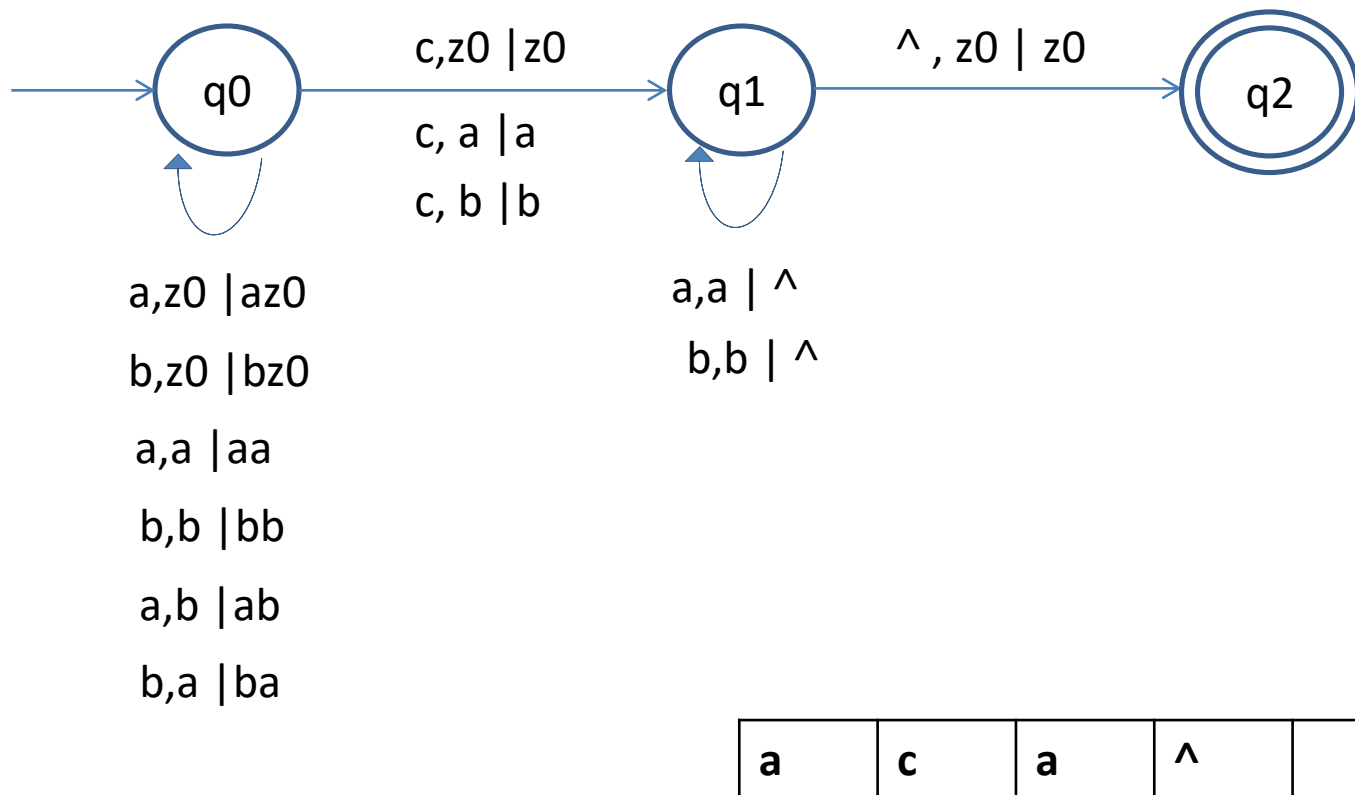 c,z0 |z0
^ , z0 | z0
q0
q1
q2
c, a |a
c, b |b
a,z0 |az0
b,z0 |bz0
a,a |aa
b,b |bb
a,b |ab
b,a |ba
a,a | ^
b,b | ^
a c a ^